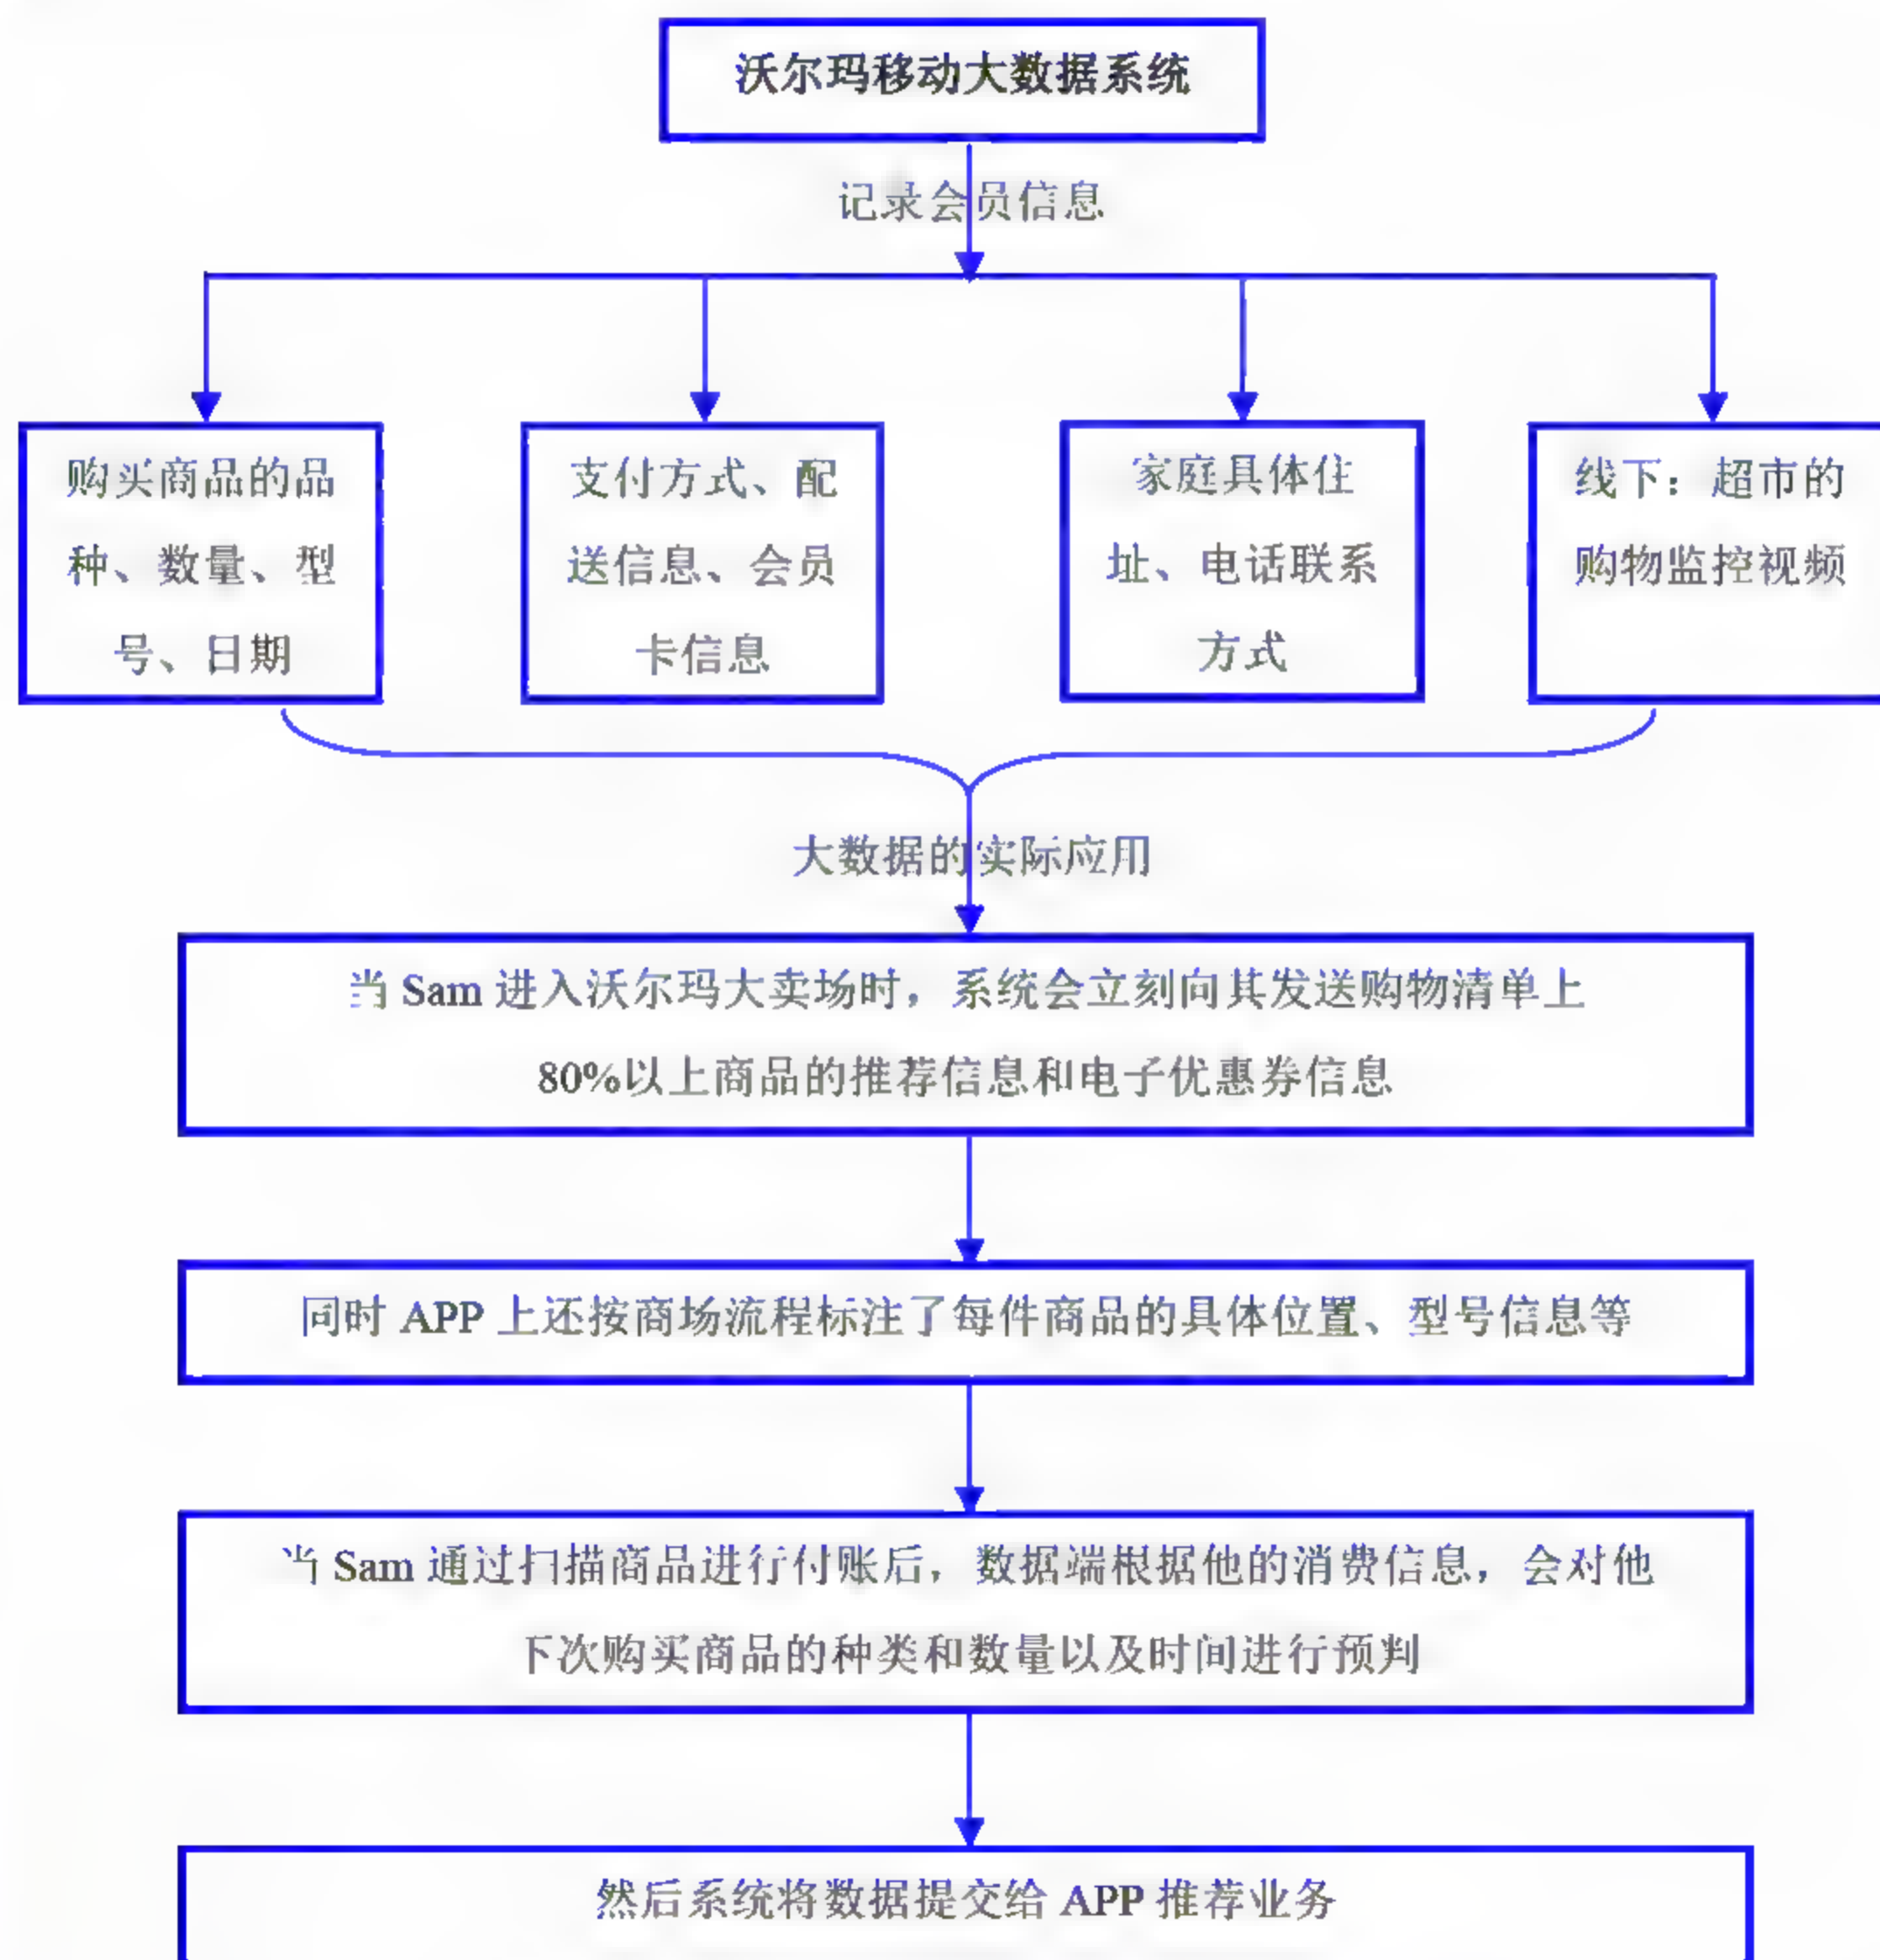 沃尔玛移动大数据系统
记录会员信息
购买商品的品
种、数量、型
号、日期
支付方式、配
送信息、会员
卡信息
家庭具体住
址、电话联系
方式
线下：超市的
购物监控视频
大数据的实际应用
当 Sam 进入沃尔玛大卖场时，系统会立刻向其发送购物清单上
80%以上商品的推荐信息和电子优惠券信息
同时 APP 上还按商场流程标注了每件商品的具体位置、型号信息等
当 Sam 通过扫描商品进行付账后，数据端根据他的消费信息，会对他
下次购买商品的种类和数量以及时间进行预判
然后系统将数据提交给 APP 推荐业务